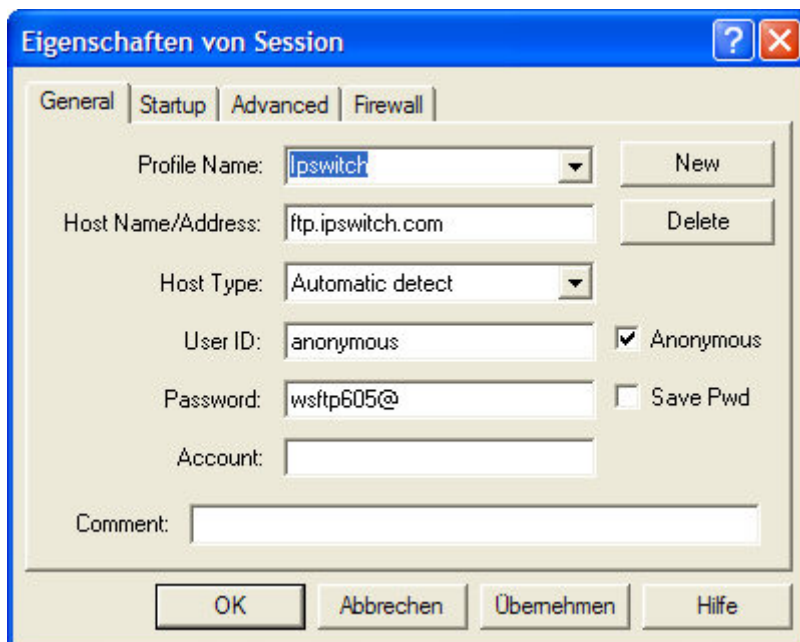 Eigenschaften von Session
General Startup Advanced Firewall
Profile Name: Ipswitch New
Host Name/Address: ftp.ipswitch.com Delete
Host Type: Automatic detect
User ID: anonymous Anonymous
Password: wsftp605@ Save Pwd
Account:
Comment:
OK Abbrechen Übernehmen Hilfe